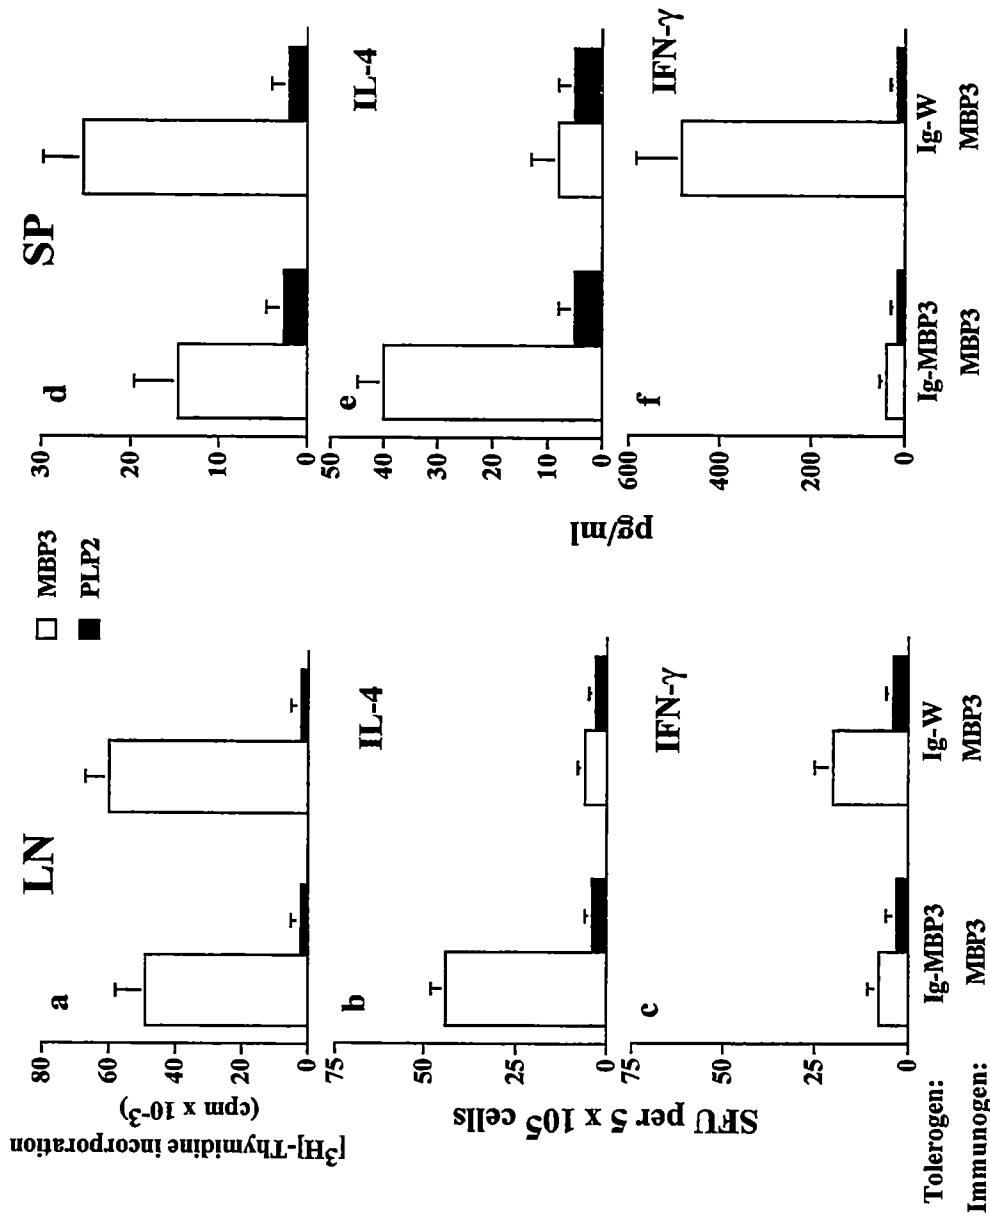 LN
SP
□ MBP3
■ PLP2
[³H]-Thymidine incorporation
(cpm x 10⁻³)
80
60
40
20
0
a
30
20
10
0
d
SFU per 5 x 10⁵ cells
75
50
25
0
b
IL-4
pg/ml
50
40
30
20
10
0
e
IL-4
75
50
25
0
c
IFN-γ
600
400
200
0
f
IFN-γ
Tolerogen: Ig-MBP3 Ig-W Ig-MBP3 Ig-W
Immunogen: MBP3 MBP3 MBP3 MBP3